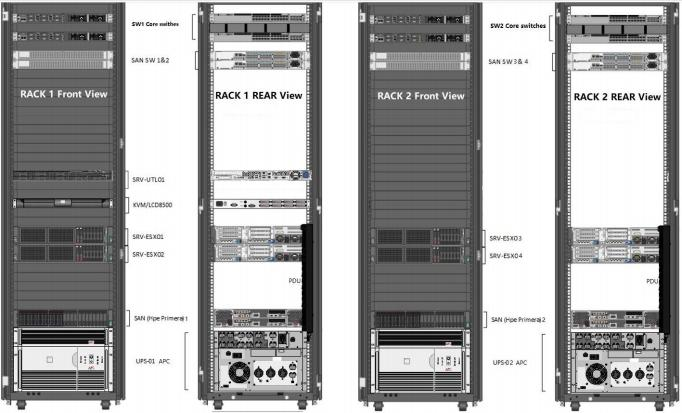 SW1 Core swithes
SAN SW 1&2
RACK 1 Front View
RACK 1 REAR View
SRV-UTL01
KVM/LCD8500
SRV-ESX01
SRV-ESX02
PDU
SAN (Hpe Primera) 1
UPS-01 APC
SW2 Core switches
SAN SW 3 & 4
RACK 2 Front View
RACK 2 REAR View
SRV-ESX03
SRV-ESX04
PDU
SAN (Hpe Primera) 2
UPS-02 APC